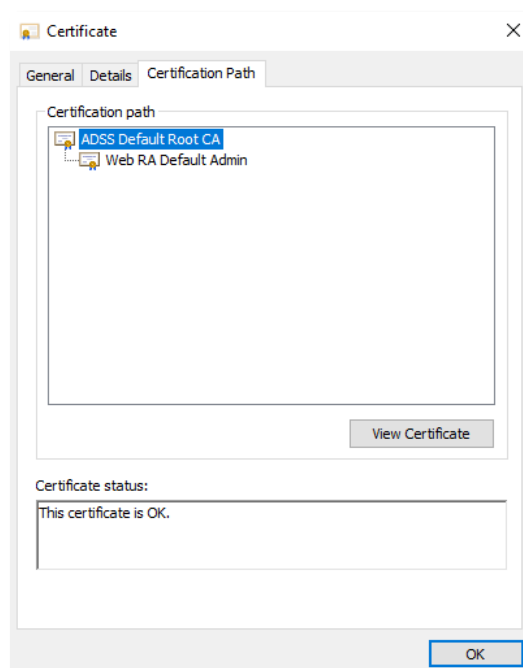 Certificate
General Details Certification Path
Certification path
ADSS Default Root CA
Web RA Default Admin
View Certificate
Certificate status:
This certificate is OK.
OK